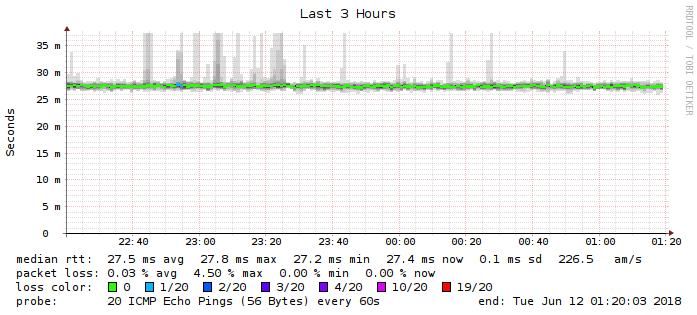 Last 3 Hours
RRDTOOL / TOBI OETIKER
Seconds
35 m
30 m
25 m
20 m
15 m
10 m
5 m
0
22:40 23:00 23:20 23:40 00:00 00:20 00:40 01:00 01:20
median rtt: 27.5 ms avg 27.8 ms max 27.2 ms min 27.4 ms now 0.1 ms sd 226.5 am/s
packet loss: 0.03 % avg 4.50 % max 0.00 % min 0.00 % now
loss color: 0 1/20 2/20 3/20 4/20 10/20 19/20
probe: 20 ICMP Echo Pings (56 Bytes) every 60s end: Tue Jun 12 01:20:03 2018